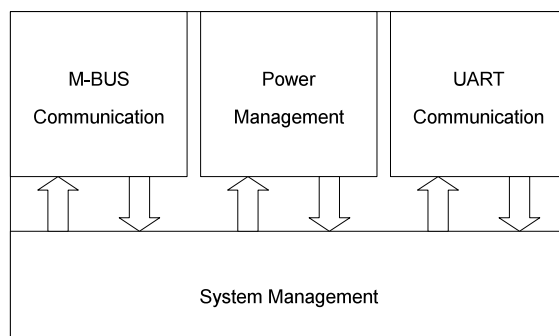 M-BUS
Communication
Power
Management
UART
Communication
System Management